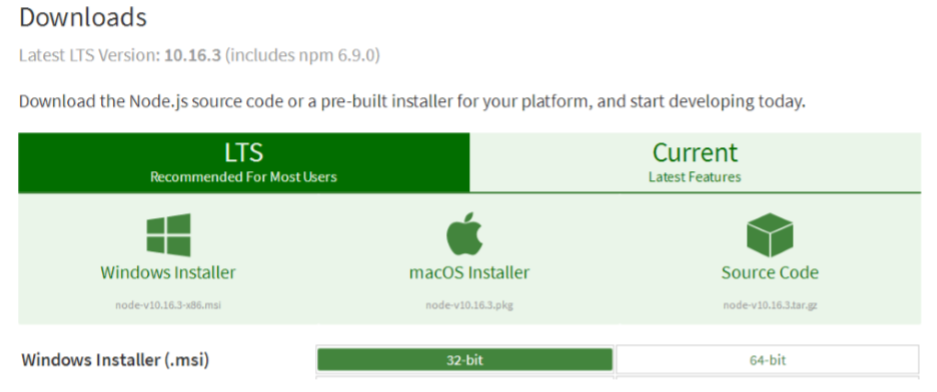 Downloads
Latest LTS Version: 10.16.3 (includes npm 6.9.0)
Download the Node.js source code or a pre-built installer for your platform, and start developing today.
LTS
Recommended For Most Users
Current
Latest Features
Windows Installer
node-v10.16.3-x86.msi
macOS Installer
node-v10.16.3.pkg
Source Code
node-v10.16.3.tar.gz
Windows Installer (.msi)
32-bit
64-bit